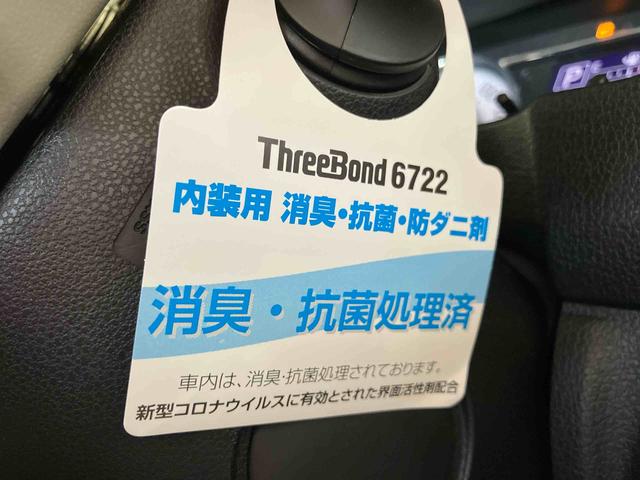 ThreeBond 6722
内装用 消臭・抗菌・防ダニ剤
消臭・抗菌処理済
車内は、消臭・抗菌処理されております。
新型コロナウイルスに有効とされた界面活性剤配合
P